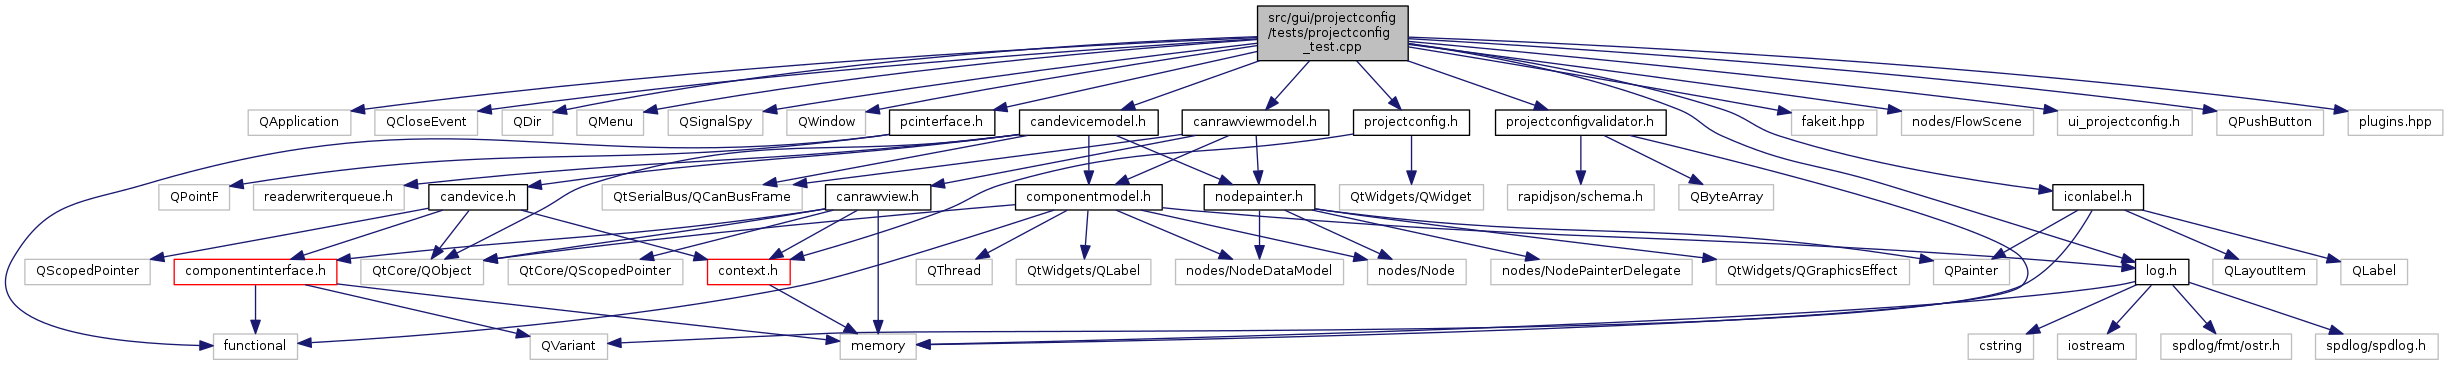 src/gui/projectconfig
/tests/projectconfig
_test.cpp
QApplication
QCloseEvent
QDir
QMenu
QSignalSpy
QWindow
pcinterface.h
candevicemodel.h
canrawviewmodel.h
projectconfig.h
projectconfigvalidator.h
fakeit.hpp
nodes/FlowScene
ui_projectconfig.h
QPushButton
plugins.hpp
QPointF
readerwriterqueue.h
candevice.h
QtSerialBus/QCanBusFrame
canrawview.h
componentmodel.h
nodepainter.h
QtWidgets/QWidget
rapidjson/schema.h
QByteArray
iconlabel.h
QScopedPointer
componentinterface.h
QtCore/QObject
QtCore/QScopedPointer
context.h
QThread
QtWidgets/QLabel
nodes/NodeDataModel
nodes/Node
nodes/NodePainterDelegate
QtWidgets/QGraphicsEffect
QPainter
log.h
QLayoutItem
QLabel
functional
QVariant
memory
cstring
iostream
spdlog/fmt/ostr.h
spdlog/spdlog.h